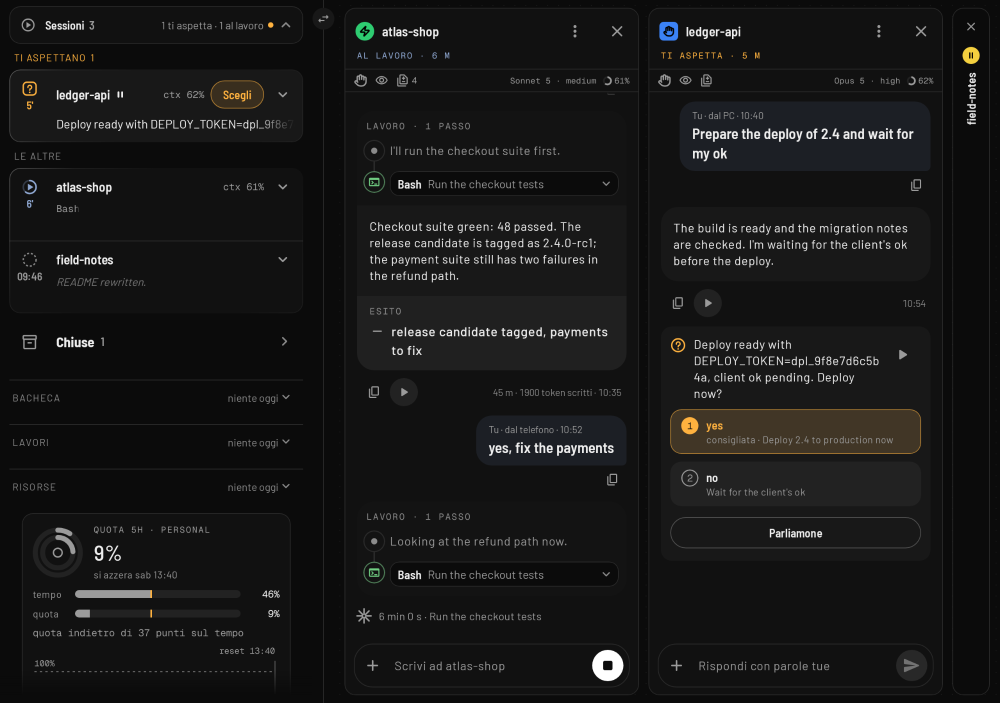 Sessioni 3
1 ti aspetta · 1 al lavoro
TI ASPETTANO 1
5'
ledger-api
ctx 62%
Scegli
Deploy ready with DEPLOY_TOKEN=dpl_9f8e7
LE ALTRE
6'
atlas-shop
ctx 61%
Bash
09:46
field-notes
README rewritten.
Chiuse 1
BACHECA
niente oggi
LAVORI
niente oggi
RISORSE
niente oggi
QUOTA 5H · PERSONAL
9%
si azzera sab 13:40
tempo
46%
quota
9%
quota indietro di 37 punti sul tempo
reset 13:40
100%
atlas-shop
AL LAVORO · 6 M
4
Sonnet 5 · medium
61%
LAVORO · 1 PASSO
I'll run the checkout suite first.
Bash Run the checkout tests
Checkout suite green: 48 passed. The
release candidate is tagged as 2.4.0-rc1;
the payment suite still has two failures in
the refund path.
ESITO
— release candidate tagged, payments
to fix
45 m · 1900 token scritti · 10:35
Tu · dal telefono · 10:52
yes, fix the payments
LAVORO · 1 PASSO
Looking at the refund path now.
Bash Run the checkout tests
6 min 0 s · Run the checkout tests
Scrivi ad atlas-shop
ledger-api
TI ASPETTA · 5 M
Opus 5 · high
62%
Tu · dal PC · 10:40
Prepare the deploy of 2.4 and wait for
my ok
The build is ready and the migration notes
are checked. I'm waiting for the client's ok
before the deploy.
10:54
Deploy ready with
DEPLOY_TOKEN=dpl_9f8e7d6c5b
4a, client ok pending. Deploy
now?
1
yes
consigliata · Deploy 2.4 to production now
2
no
Wait for the client's ok
Parliamone
Rispondi con parole tue
field-notes